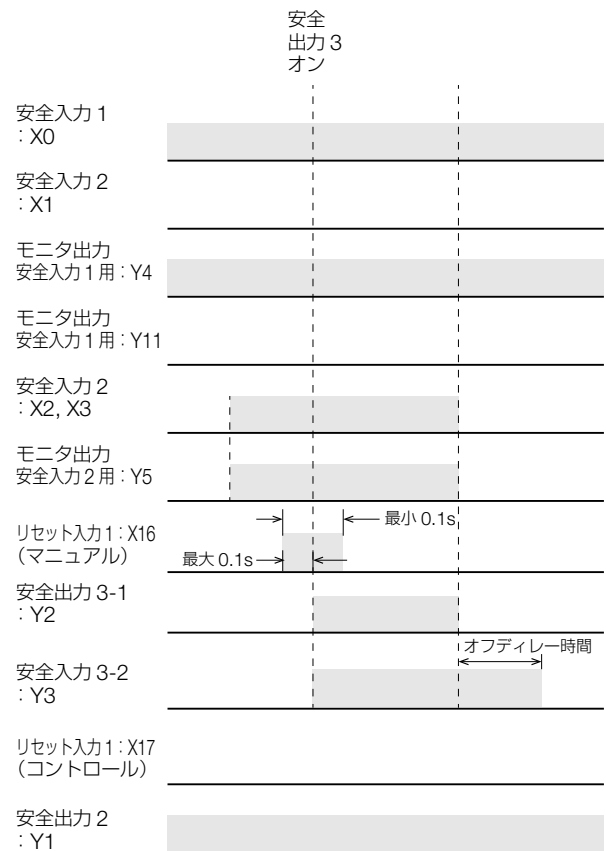 安全
出力 3
オン
安全入力 1
：X0
安全入力 2
：X1
モニタ出力
安全入力 1 用：Y4
モニタ出力
安全入力 1 用：Y11
安全入力 2
：X2, X3
モニタ出力
安全入力 2 用：Y5
リセット入力 1：X16
（マニュアル）
最小 0.1s
最大 0.1s
安全出力 3-1
：Y2
オフディレー時間
安全入力 3-2
：Y3
リセット入力 1：X17
（コントロール）
安全出力 2
：Y1